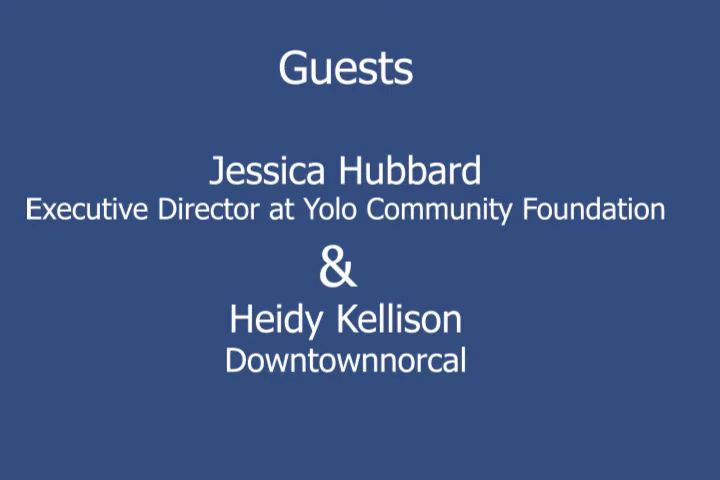 Guests
Jessica Hubbard
Executive Director at Yolo Community Foundation
&
Heidy Kellison
Downtownnorcal